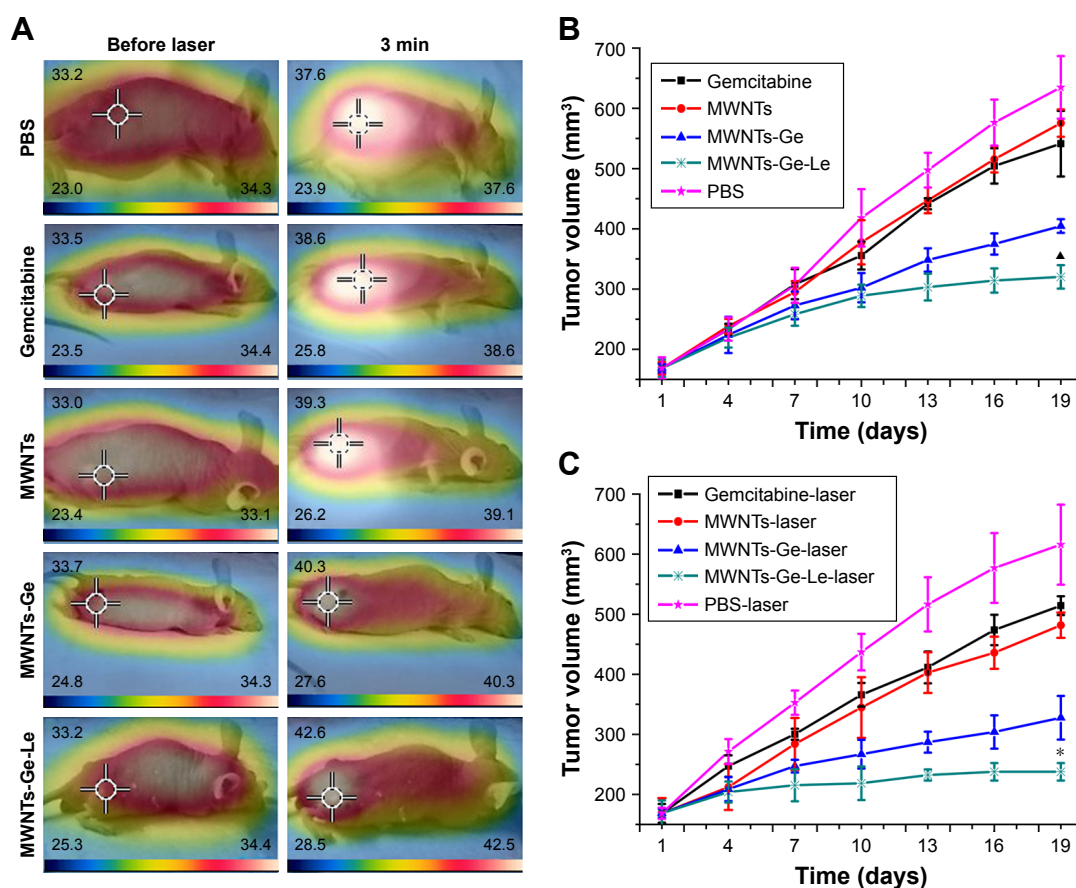 A
Before laser
3 min
PBS
33.2
23.0
34.3
37.6
23.9
37.6
Gemcitabine
33.5
23.5
34.4
38.6
25.8
38.6
MWNTs
33.0
23.4
33.1
39.3
26.2
39.1
MWNTs-Ge
33.7
24.8
34.3
40.3
27.6
40.3
MWNTs-Ge-Le
33.2
25.3
34.4
42.6
28.5
42.5
B
Tumor volume (mm³)
700
600
500
400
300
200
Gemcitabine
MWNTs
MWNTs-Ge
MWNTs-Ge-Le
PBS
1 4 7 10 13 16 19
Time (days)
C
Tumor volume (mm³)
700
600
500
400
300
200
Gemcitabine-laser
MWNTs-laser
MWNTs-Ge-laser
MWNTs-Ge-Le-laser
PBS-laser
*
1 4 7 10 13 16 19
Time (days)